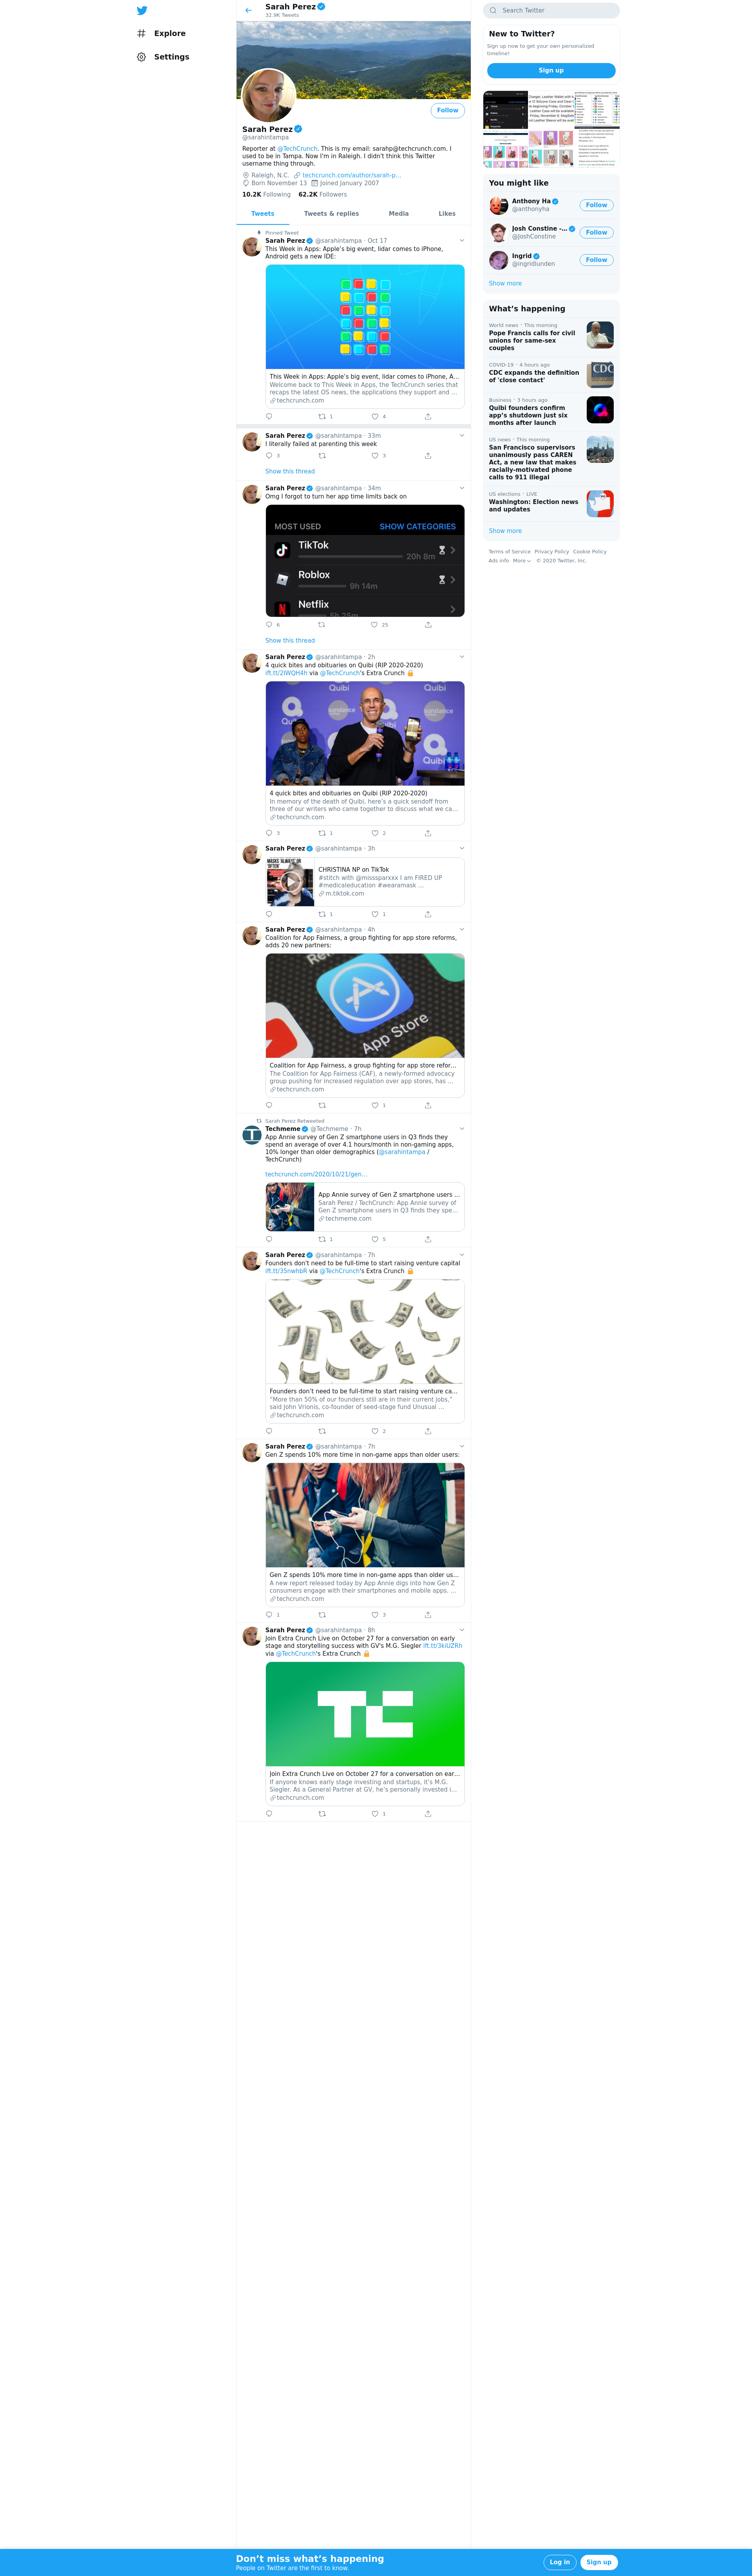 Explore
Settings
Sarah Perez
32.9K Tweets
Follow
Sarah Perez
@sarahintampa
Reporter at @TechCrunch. This is my email: sarahp@techcrunch.com. I
used to be in Tampa. Now I'm in Raleigh. I didn't think this Twitter
username thing through.
Raleigh, N.C. techcrunch.com/author/sarah-p…
Born November 13 Joined January 2007
10.2K Following 62.2K Followers
Tweets Tweets & replies Media Likes
Pinned Tweet
Sarah Perez @sarahintampa · Oct 17
This Week in Apps: Apple's big event, lidar comes to iPhone,
Android gets a new IDE:
This Week in Apps: Apple's big event, lidar comes to iPhone, A…
Welcome back to This Week in Apps, the TechCrunch series that
recaps the latest OS news, the applications they support and …
techcrunch.com
1 4
Sarah Perez @sarahintampa · 33m
I literally failed at parenting this week
3 3
Show this thread
Sarah Perez @sarahintampa · 34m
Omg I forgot to turn her app time limits back on
MOST USED SHOW CATEGORIES
TikTok
20h 8m
Roblox
9h 14m
Netflix
5h 25m
6 25
Show this thread
Sarah Perez @sarahintampa · 2h
4 quick bites and obituaries on Quibi (RIP 2020-2020)
ift.tt/2IWQH4h via @TechCrunch's Extra Crunch 🔒
Quibi
sundance
4 quick bites and obituaries on Quibi (RIP 2020-2020)
In memory of the death of Quibi, here's a quick sendoff from
three of our writers who came together to discuss what we ca…
techcrunch.com
3 1 2
Sarah Perez @sarahintampa · 3h
MASKS 'ALWAYS' OR
'OFTEN'
CHRISTINA NP on TikTok
#stitch with @misssparxxx I am FIRED UP
#medicaleducation #wearamask …
m.tiktok.com
1 1
Sarah Perez @sarahintampa · 4h
Coalition for App Fairness, a group fighting for app store reforms,
adds 20 new partners:
App Store
Coalition for App Fairness, a group fighting for app store refor…
The Coalition for App Fairness (CAF), a newly-formed advocacy
group pushing for increased regulation over app stores, has …
techcrunch.com
1
Sarah Perez Retweeted
Techmeme @Techmeme · 7h
App Annie survey of Gen Z smartphone users in Q3 finds they
spend an average of over 4.1 hours/month in non-gaming apps,
10% longer than older demographics (@sarahintampa /
TechCrunch)
techcrunch.com/2020/10/21/gen…
App Annie survey of Gen Z smartphone users …
Sarah Perez / TechCrunch: App Annie survey of
Gen Z smartphone users in Q3 finds they spe…
techmeme.com
1 5
Sarah Perez @sarahintampa · 7h
Founders don't need to be full-time to start raising venture capital
ift.tt/35nwhbR via @TechCrunch's Extra Crunch 🔒
Founders don't need to be full-time to start raising venture ca…
"More than 50% of our founders still are in their current jobs,"
said John Vrionis, co-founder of seed-stage fund Unusual …
techcrunch.com
2
Sarah Perez @sarahintampa · 7h
Gen Z spends 10% more time in non-game apps than older users:
Gen Z spends 10% more time in non-game apps than older us…
A new report released today by App Annie digs into how Gen Z
consumers engage with their smartphones and mobile apps. …
techcrunch.com
1 3
Sarah Perez @sarahintampa · 8h
Join Extra Crunch Live on October 27 for a conversation on early
stage and storytelling success with GV's M.G. Siegler ift.tt/3kiUZRh
via @TechCrunch's Extra Crunch 🔒
TC
Join Extra Crunch Live on October 27 for a conversation on ear…
If anyone knows early stage investing and startups, it's M.G.
Siegler. As a General Partner at GV, he's personally invested i…
techcrunch.com
1
Search Twitter
New to Twitter?
Sign up now to get your own personalized
timeline!
Sign up
You might like
Anthony Ha
@anthonyha
Follow
Josh Constine -…
@JoshConstine
Follow
Ingrid
@ingridlunden
Follow
Show more
What's happening
World news · This morning
Pope Francis calls for civil
unions for same-sex
couples
COVID-19 · 4 hours ago
CDC expands the definition
of 'close contact'
CDC
Business · 3 hours ago
Quibi founders confirm
app's shutdown just six
months after launch
US news · This morning
San Francisco supervisors
unanimously pass CAREN
Act, a new law that makes
racially-motivated phone
calls to 911 illegal
US elections · LIVE
Washington: Election news
and updates
Show more
Terms of Service Privacy Policy Cookie Policy
Ads info More © 2020 Twitter, Inc.
Don't miss what's happening
People on Twitter are the first to know.
Log in
Sign up